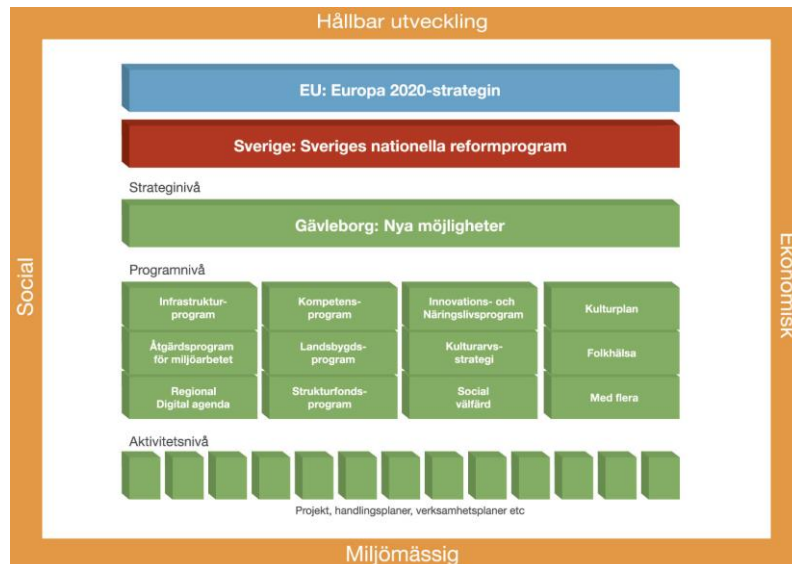 Hållbar utveckling
EU: Europa 2020-strategin
Sverige: Sveriges nationella reformprogram
Strateginivå
Gävleborg: Nya möjligheter
Programnivå
Infrastruktur-
program
Kompetens-
program
Innovations- och
Näringslivsprogram
Kulturplan
Åtgärdsprogram
för miljöarbetet
Landsbygds-
program
Kulturarvs-
strategi
Folkhälsa
Regional
Digital agenda
Strukturfonds-
program
Social
välfärd
Med flera
Aktivitetsnivå
Projekt, handlingsplaner, verksamhetsplaner etc
Social
Ekonomisk
Miljömässig